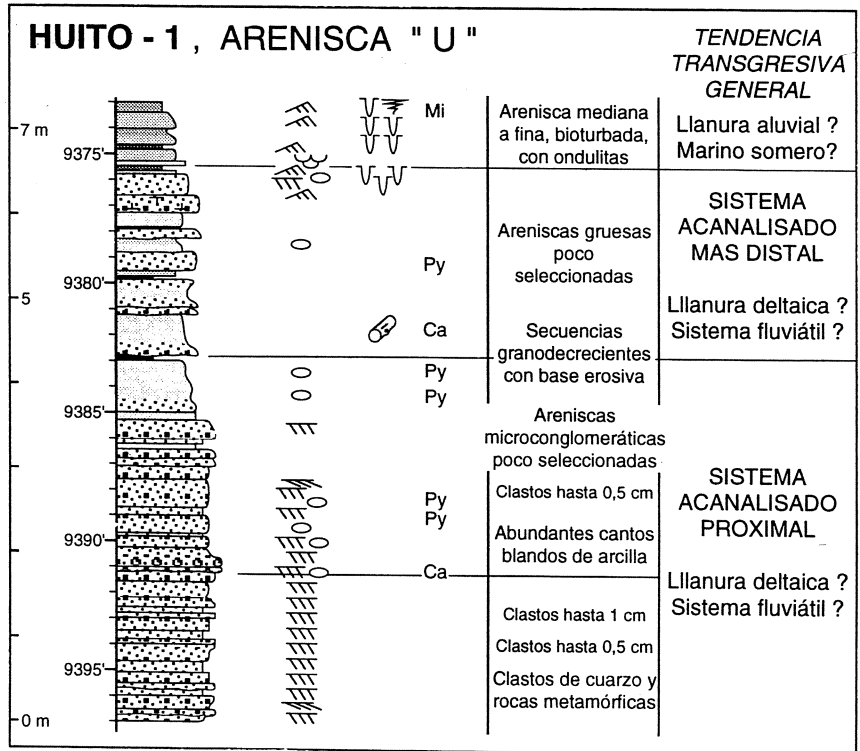 HUITO - 1 , ARENISCA " U "
TENDENCIA
TRANSGRESIVA
GENERAL
7 m
9375'
5
9380'
9385'
9390'
9395'
0 m
Mi
Py
Ca
Py
Py
Py
Py
Ca
Arenisca mediana
a fina, bioturbada,
con ondulitas
Areniscas gruesas
poco
seleccionadas
Secuencias
granodecrecientes
con base erosiva
Areniscas
microconglomeráticas
poco seleccionadas
Clastos hasta 0,5 cm
Abundantes cantos
blandos de arcilla
Clastos hasta 1 cm
Clastos hasta 0,5 cm
Clastos de cuarzo y
rocas metamórficas
Llanura aluvial ?
Marino somero?
SISTEMA
ACANALISADO
MAS DISTAL
Lllanura deltaica ?
Sistema fluviátil ?
SISTEMA
ACANALISADO
PROXIMAL
Lllanura deltaica ?
Sistema fluviátil ?